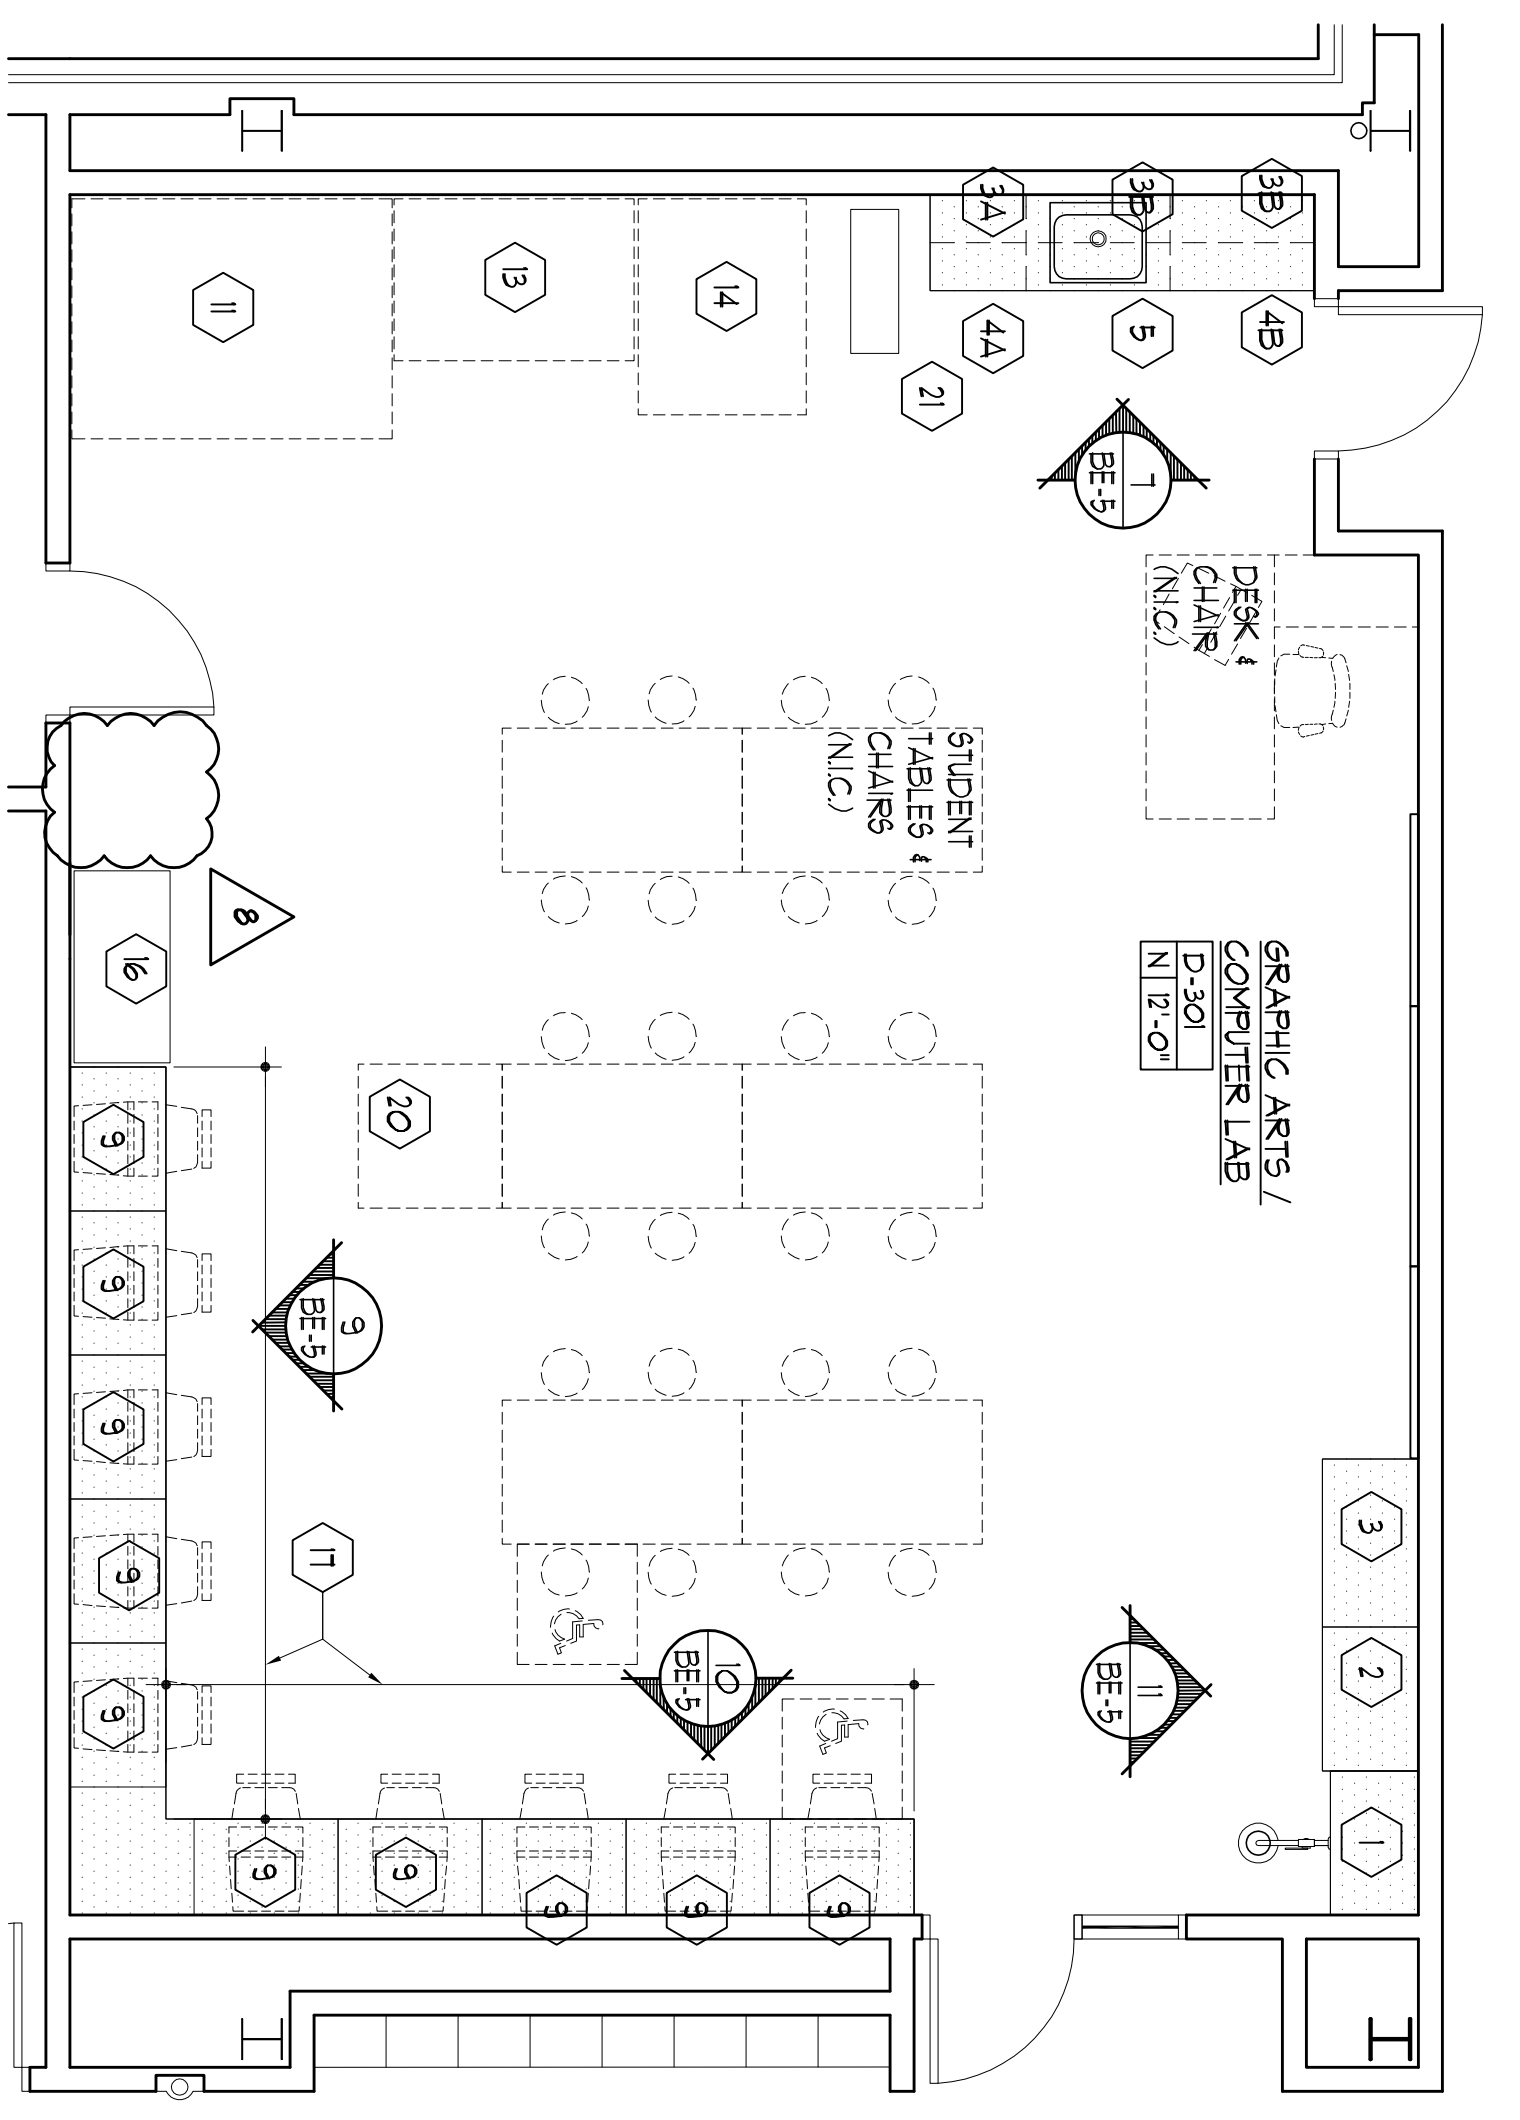 GRAPHIC ARTS /
COMPUTER LAB
D-301
N 12'-0"
DESK &
CHAIR
(N.I.C.)
STUDENT
TABLES &
CHAIRS
(N.I.C.)
3B
3B
3A
4B
5
4A
21
14
13
11
7
BE-5
8
16
20
9
9
9
9
9
9
BE-5
17
10
BE-5
11
BE-5
3
2
1
9
9
9
9
9